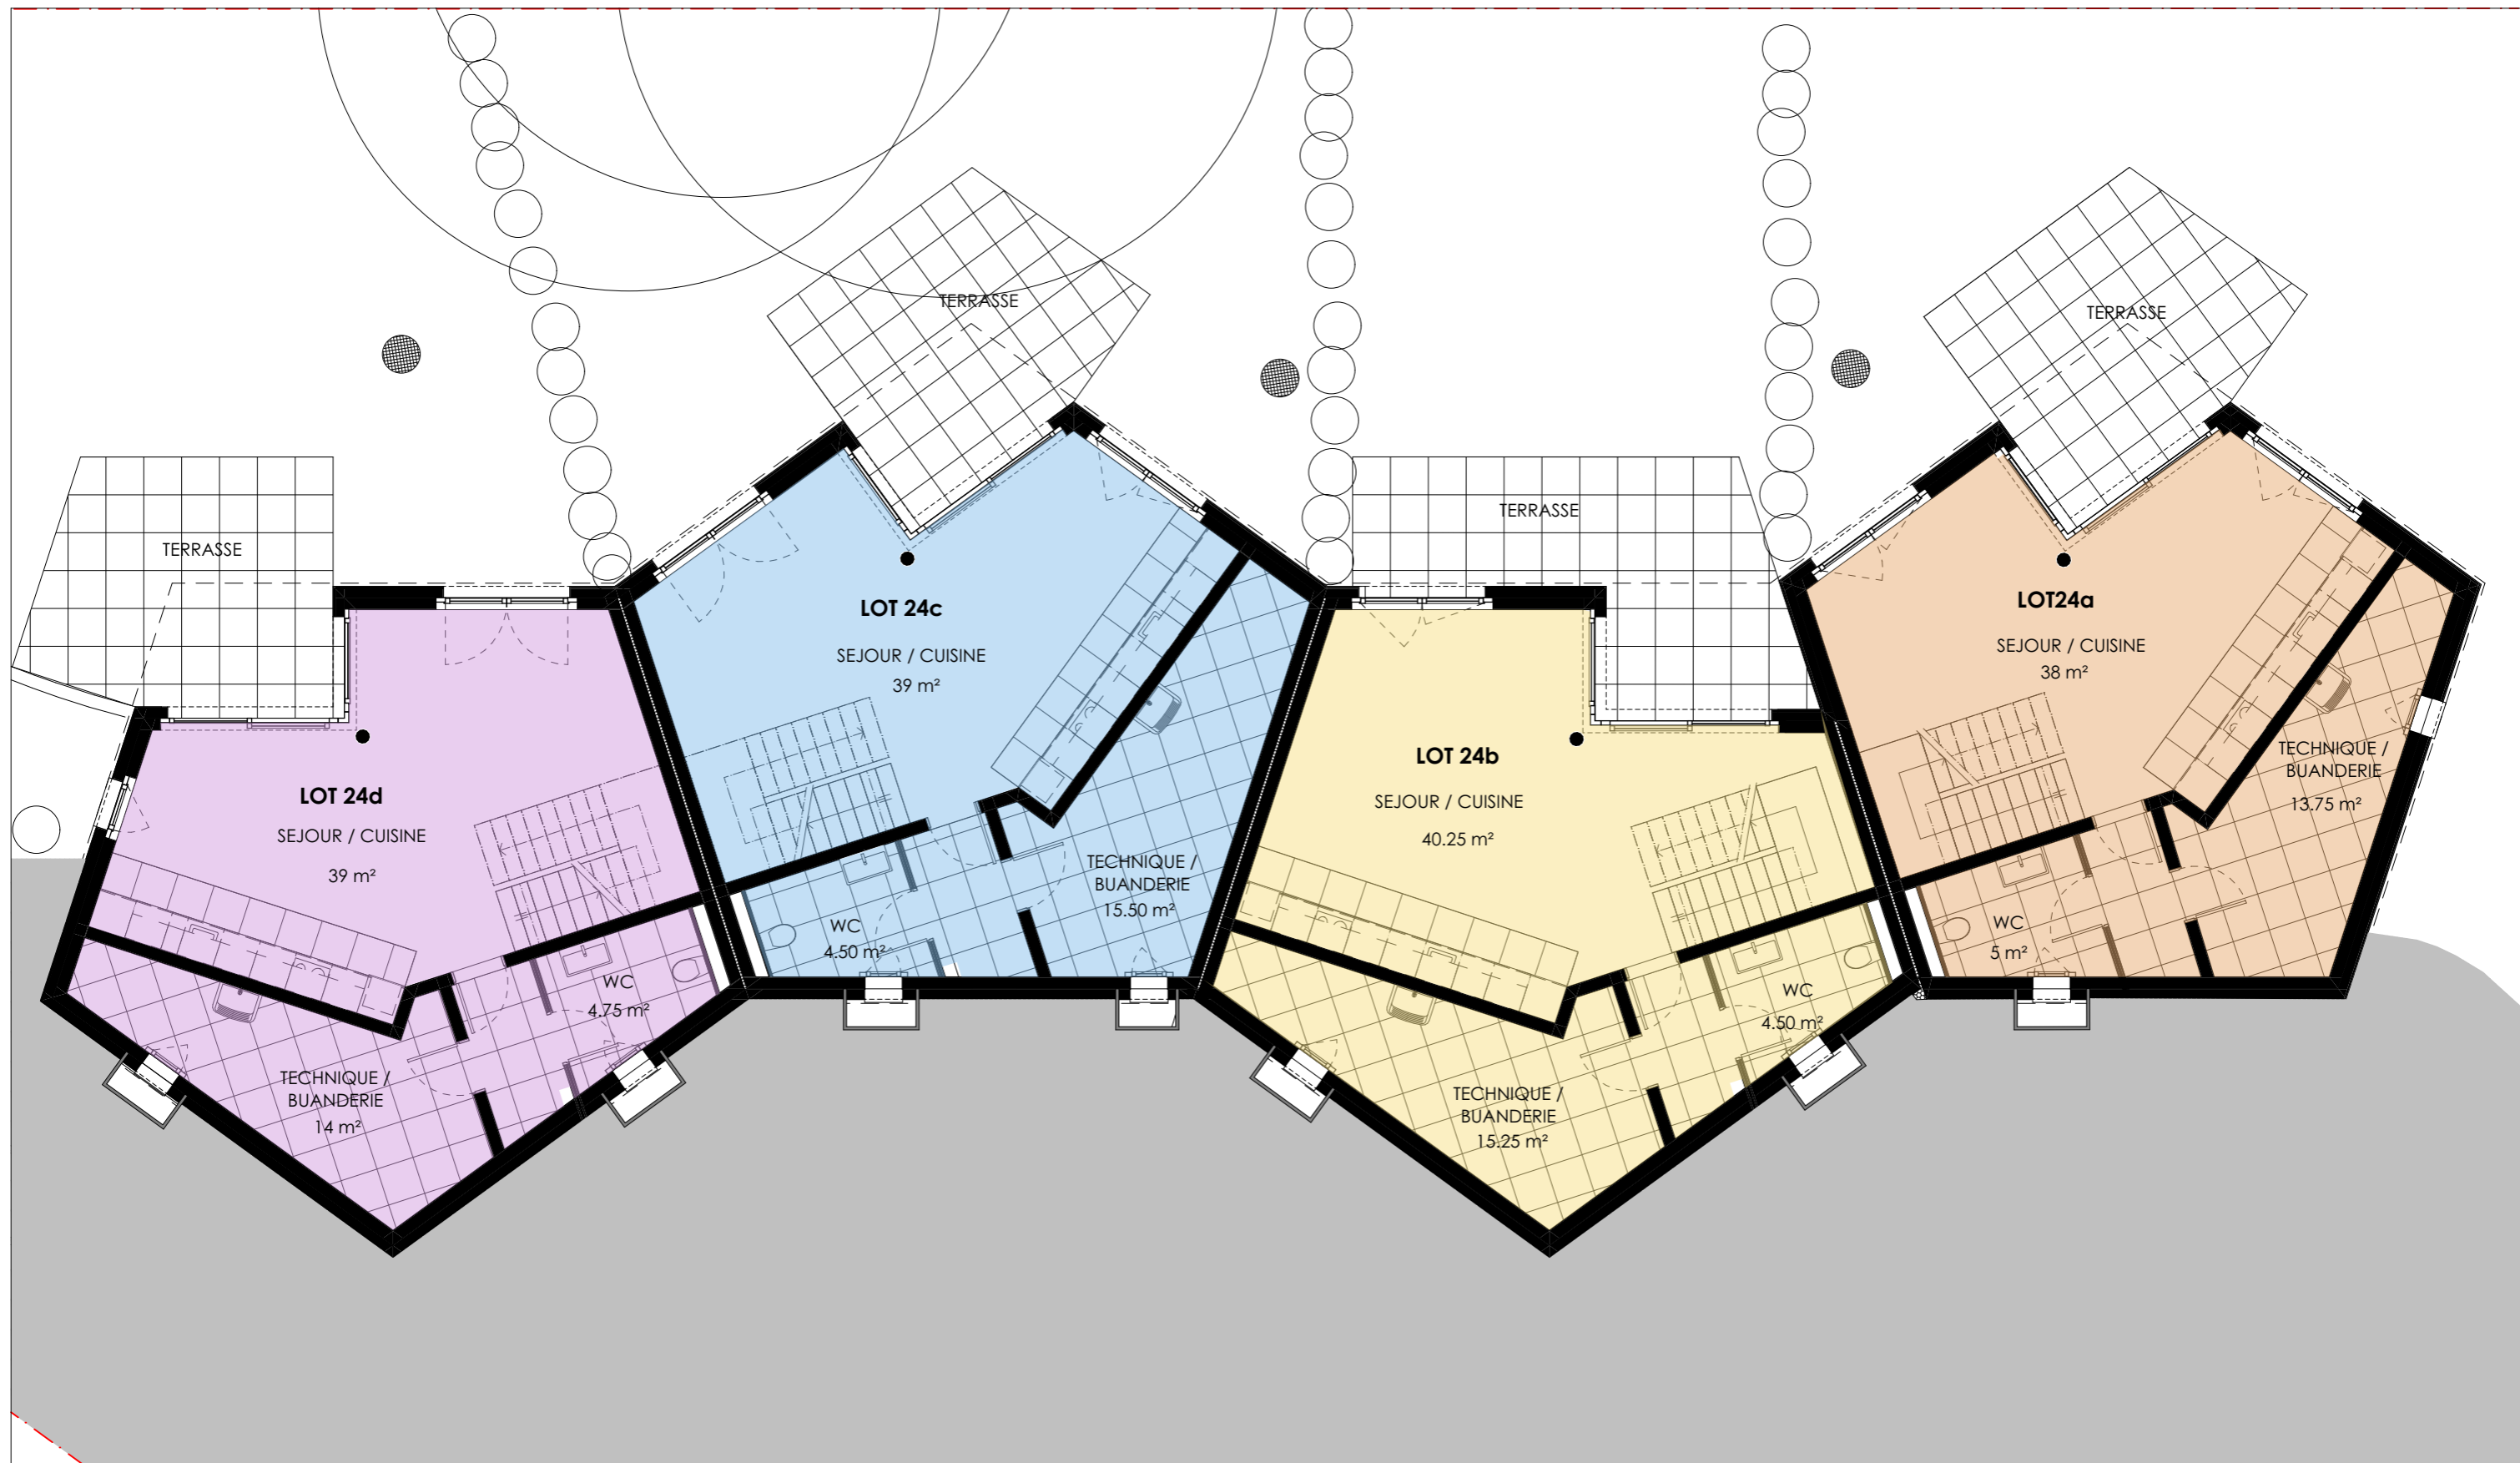 TERRASSE
LOT 24d
SEJOUR / CUISINE
39 m²
WC
4.75 m²
TECHNIQUE /
BUANDERIE
14 m²
TERRASSE
LOT 24c
SEJOUR / CUISINE
39 m²
WC
4.50 m²
TECHNIQUE /
BUANDERIE
15.50 m²
TERRASSE
LOT 24b
SEJOUR / CUISINE
40.25 m²
WC
4.50 m²
TECHNIQUE /
BUANDERIE
15.25 m²
TERRASSE
LOT24a
SEJOUR / CUISINE
38 m²
TECHNIQUE /
BUANDERIE
13.75 m²
WC
5 m²